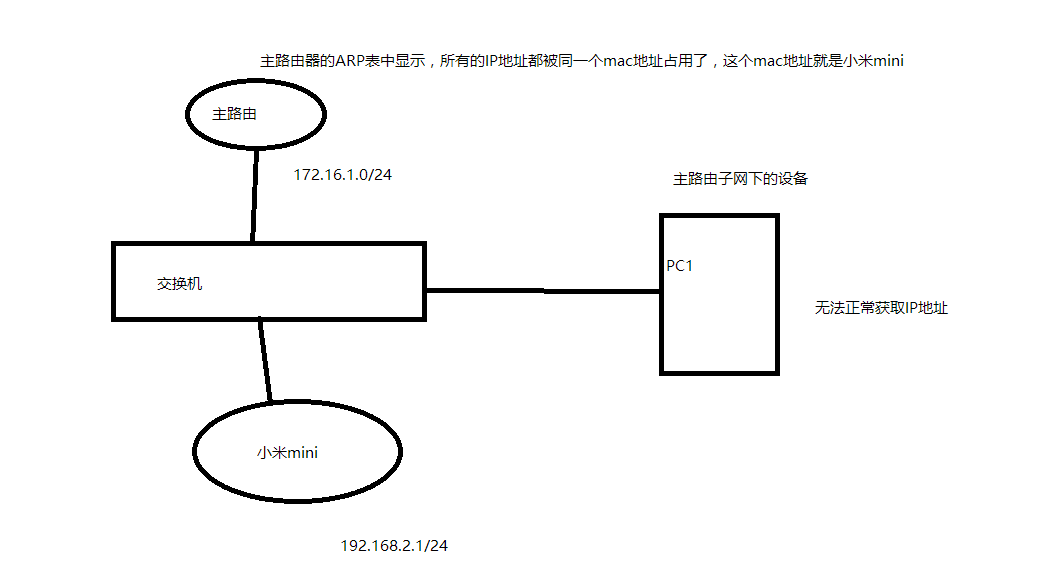 主路由器的ARP表中显示，所有的IP地址都被同一个mac地址占用了，这个mac地址就是小米mini
主路由
172.16.1.0/24
主路由子网下的设备
交换机
PC1
无法正常获取IP地址
小米mini
192.168.2.1/24